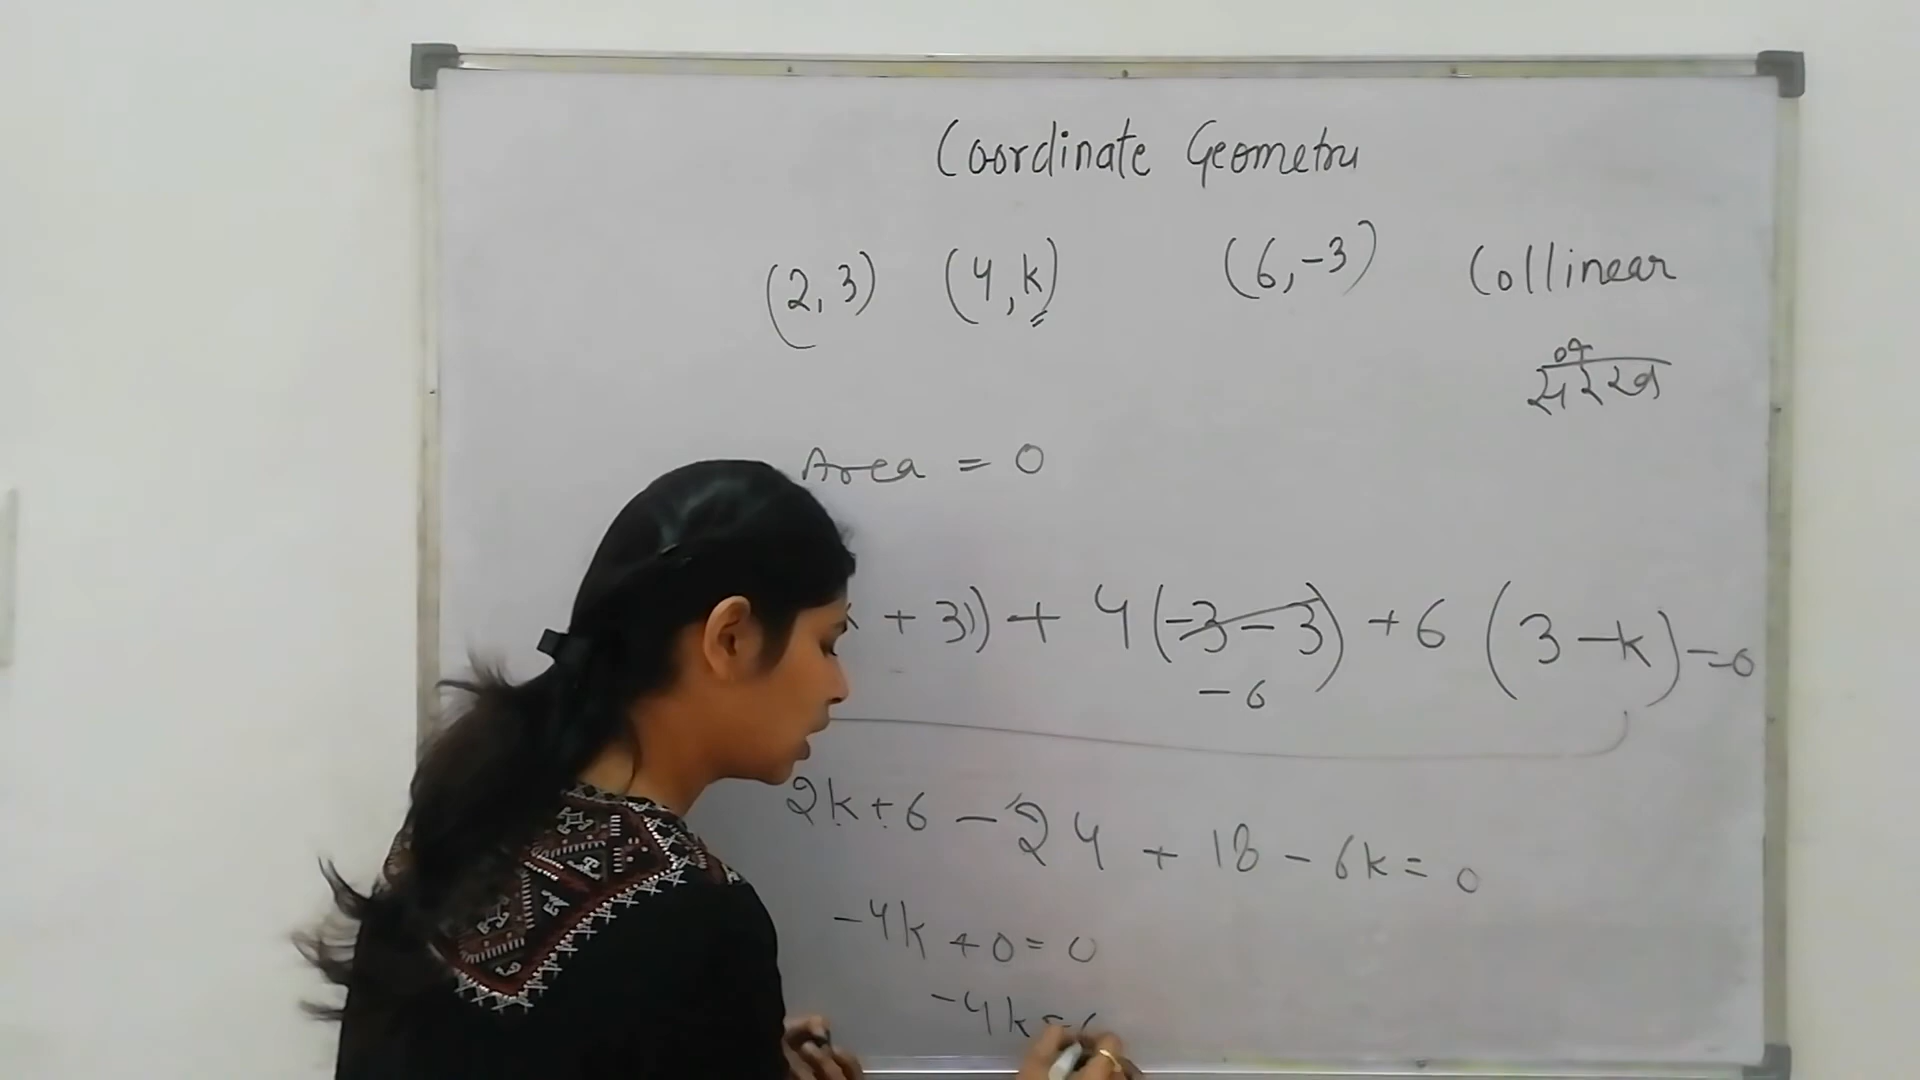 Coordinate Geometry
(2, 3) (4, k) (6, -3) Collinear
सरेख
Area = 0
+ 3)) + 4 (-3 - 3) + 6 (3 - k) = 0
- 6
2k + 6 - 24 + 18 - 6k = 0
-4k + 0 = 0
-4k =